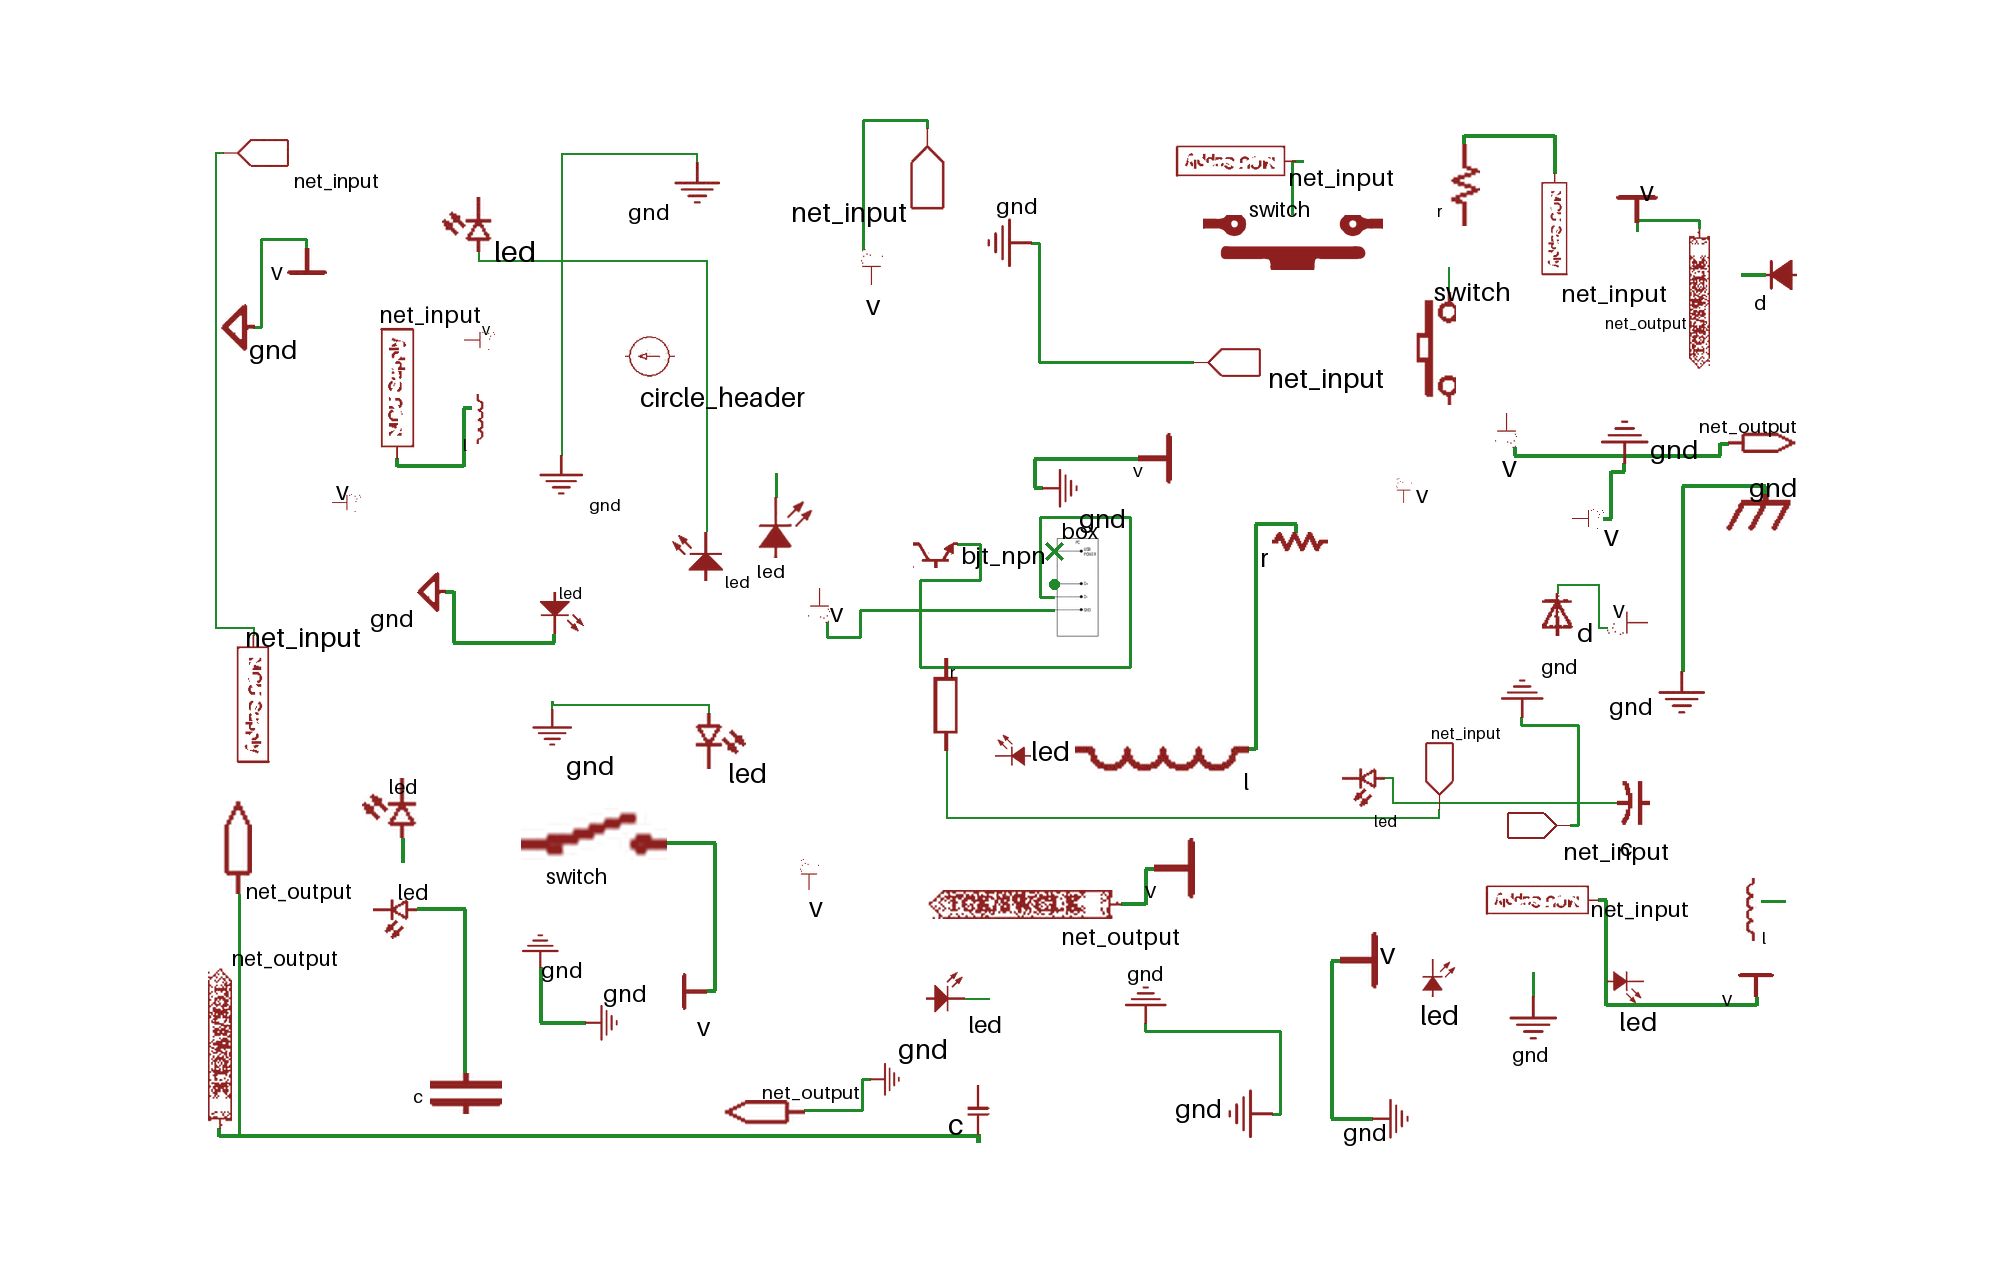 net_input
gnd
led
v
gnd
net_input
v
circle_header
l
v
gnd
net_input
v
gnd
net_input
switch
r
v
switch
net_input
net_output
d
net_input
net_output
gnd
v
v
gnd
v
v
gnd
box
bjt_npn
r
led
led
led
gnd
v
net_input
d
v
gnd
gnd
r
gnd
led
led
l
net_input
led
c
net_input
led
switch
net_output
led
v
v
net_output
net_input
l
net_output
gnd
gnd
v
led
gnd
v
led
led
v
gnd
c
net_output
gnd
c
gnd
gnd